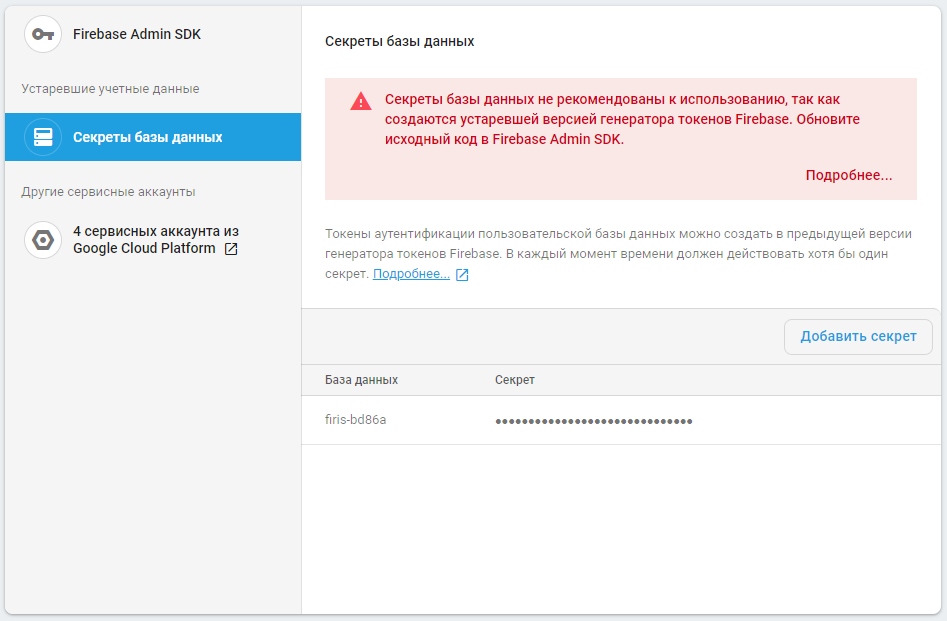 Firebase Admin SDK
Устаревшие учетные данные
Секреты базы данных
Другие сервисные аккаунты
4 сервисных аккаунта из
Google Cloud Platform
Секреты базы данных
Секреты базы данных не рекомендованы к использованию, так как
создаются устаревшей версией генератора токенов Firebase. Обновите
исходный код в Firebase Admin SDK.
Подробнее...
Токены аутентификации пользовательской базы данных можно создать в предыдущей версии
генератора токенов Firebase. В каждый момент времени должен действовать хотя бы один
секрет. Подробнее...
Добавить секрет
База данных Секрет
firis-bd86a ••••••••••••••••••••••••••••••